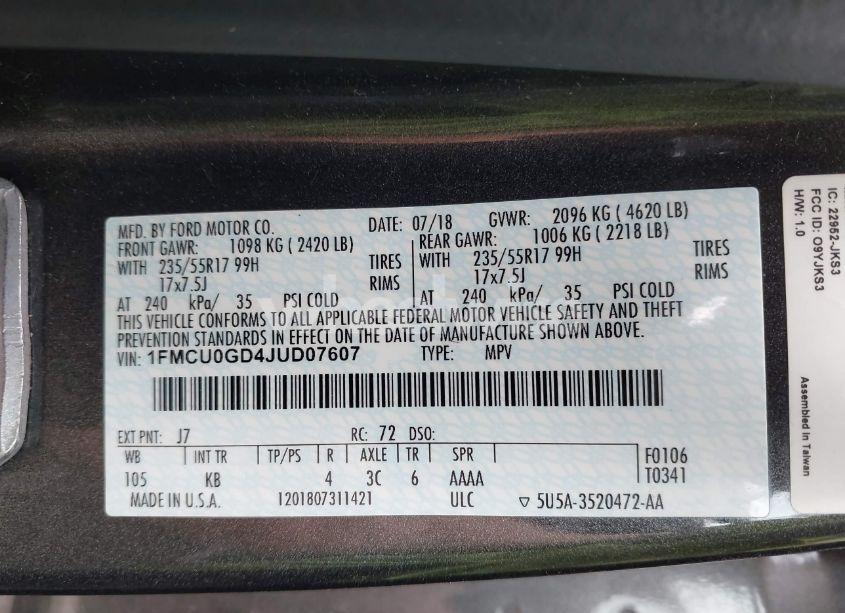 MFD. BY FORD MOTOR CO. DATE: 07/18 GVWR: 2096 KG ( 4620 LB)
FRONT GAWR: 1098 KG ( 2420 LB) REAR GAWR: 1006 KG ( 2218 LB)
WITH 235/55R17 99H TIRES WITH 235/55R17 99H TIRES
17x7.5J RIMS 17x7.5J RIMS
AT 240 kPa/ 35 PSI COLD AT 240 kPa/ 35 PSI COLD
THIS VEHICLE CONFORMS TO ALL APPLICABLE FEDERAL MOTOR VEHICLE SAFETY AND THEFT
PREVENTION STANDARDS IN EFFECT ON THE DATE OF MANUFACTURE SHOWN ABOVE.
VIN: 1FMCU0GD4JUD07607 TYPE: MPV
EXT PNT: J7 RC: 72 DSO:
WB INT TR TP/PS R AXLE TR SPR F0106
105 KB 4 3C 6 AAAA T0341
MADE IN U.S.A. 1201807311421 ULC ▽ 5U5A-3520472-AA
IC: 22952-JKS3
FCC ID: O9YJKS3
H/W: 1.0
Assembled in Taiwan